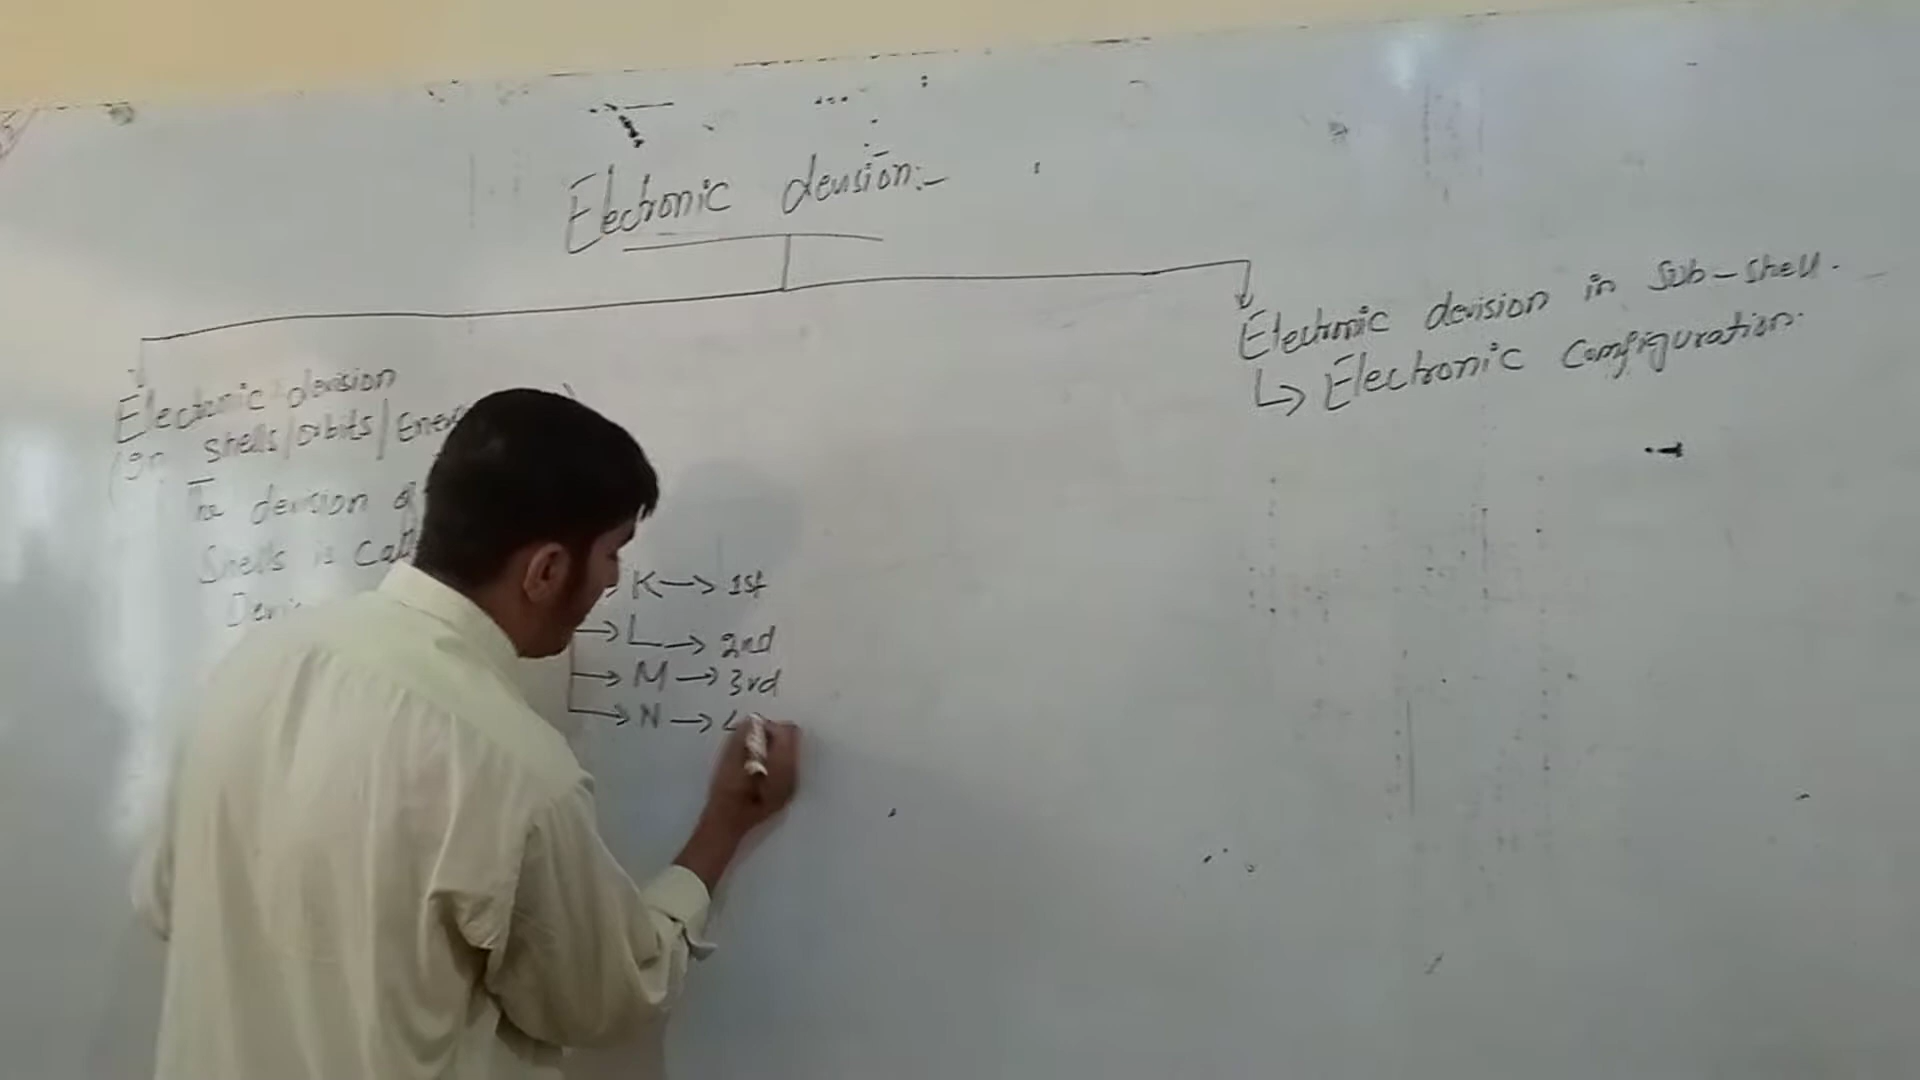 Electronic devision:-
Electronic devision
(In shells/orbits/
The devision of
Shells is
K → 1st
L → 2nd
M → 3rd
N →
Electronic devision in Sub-shell.
↳ Electronic Configuration.